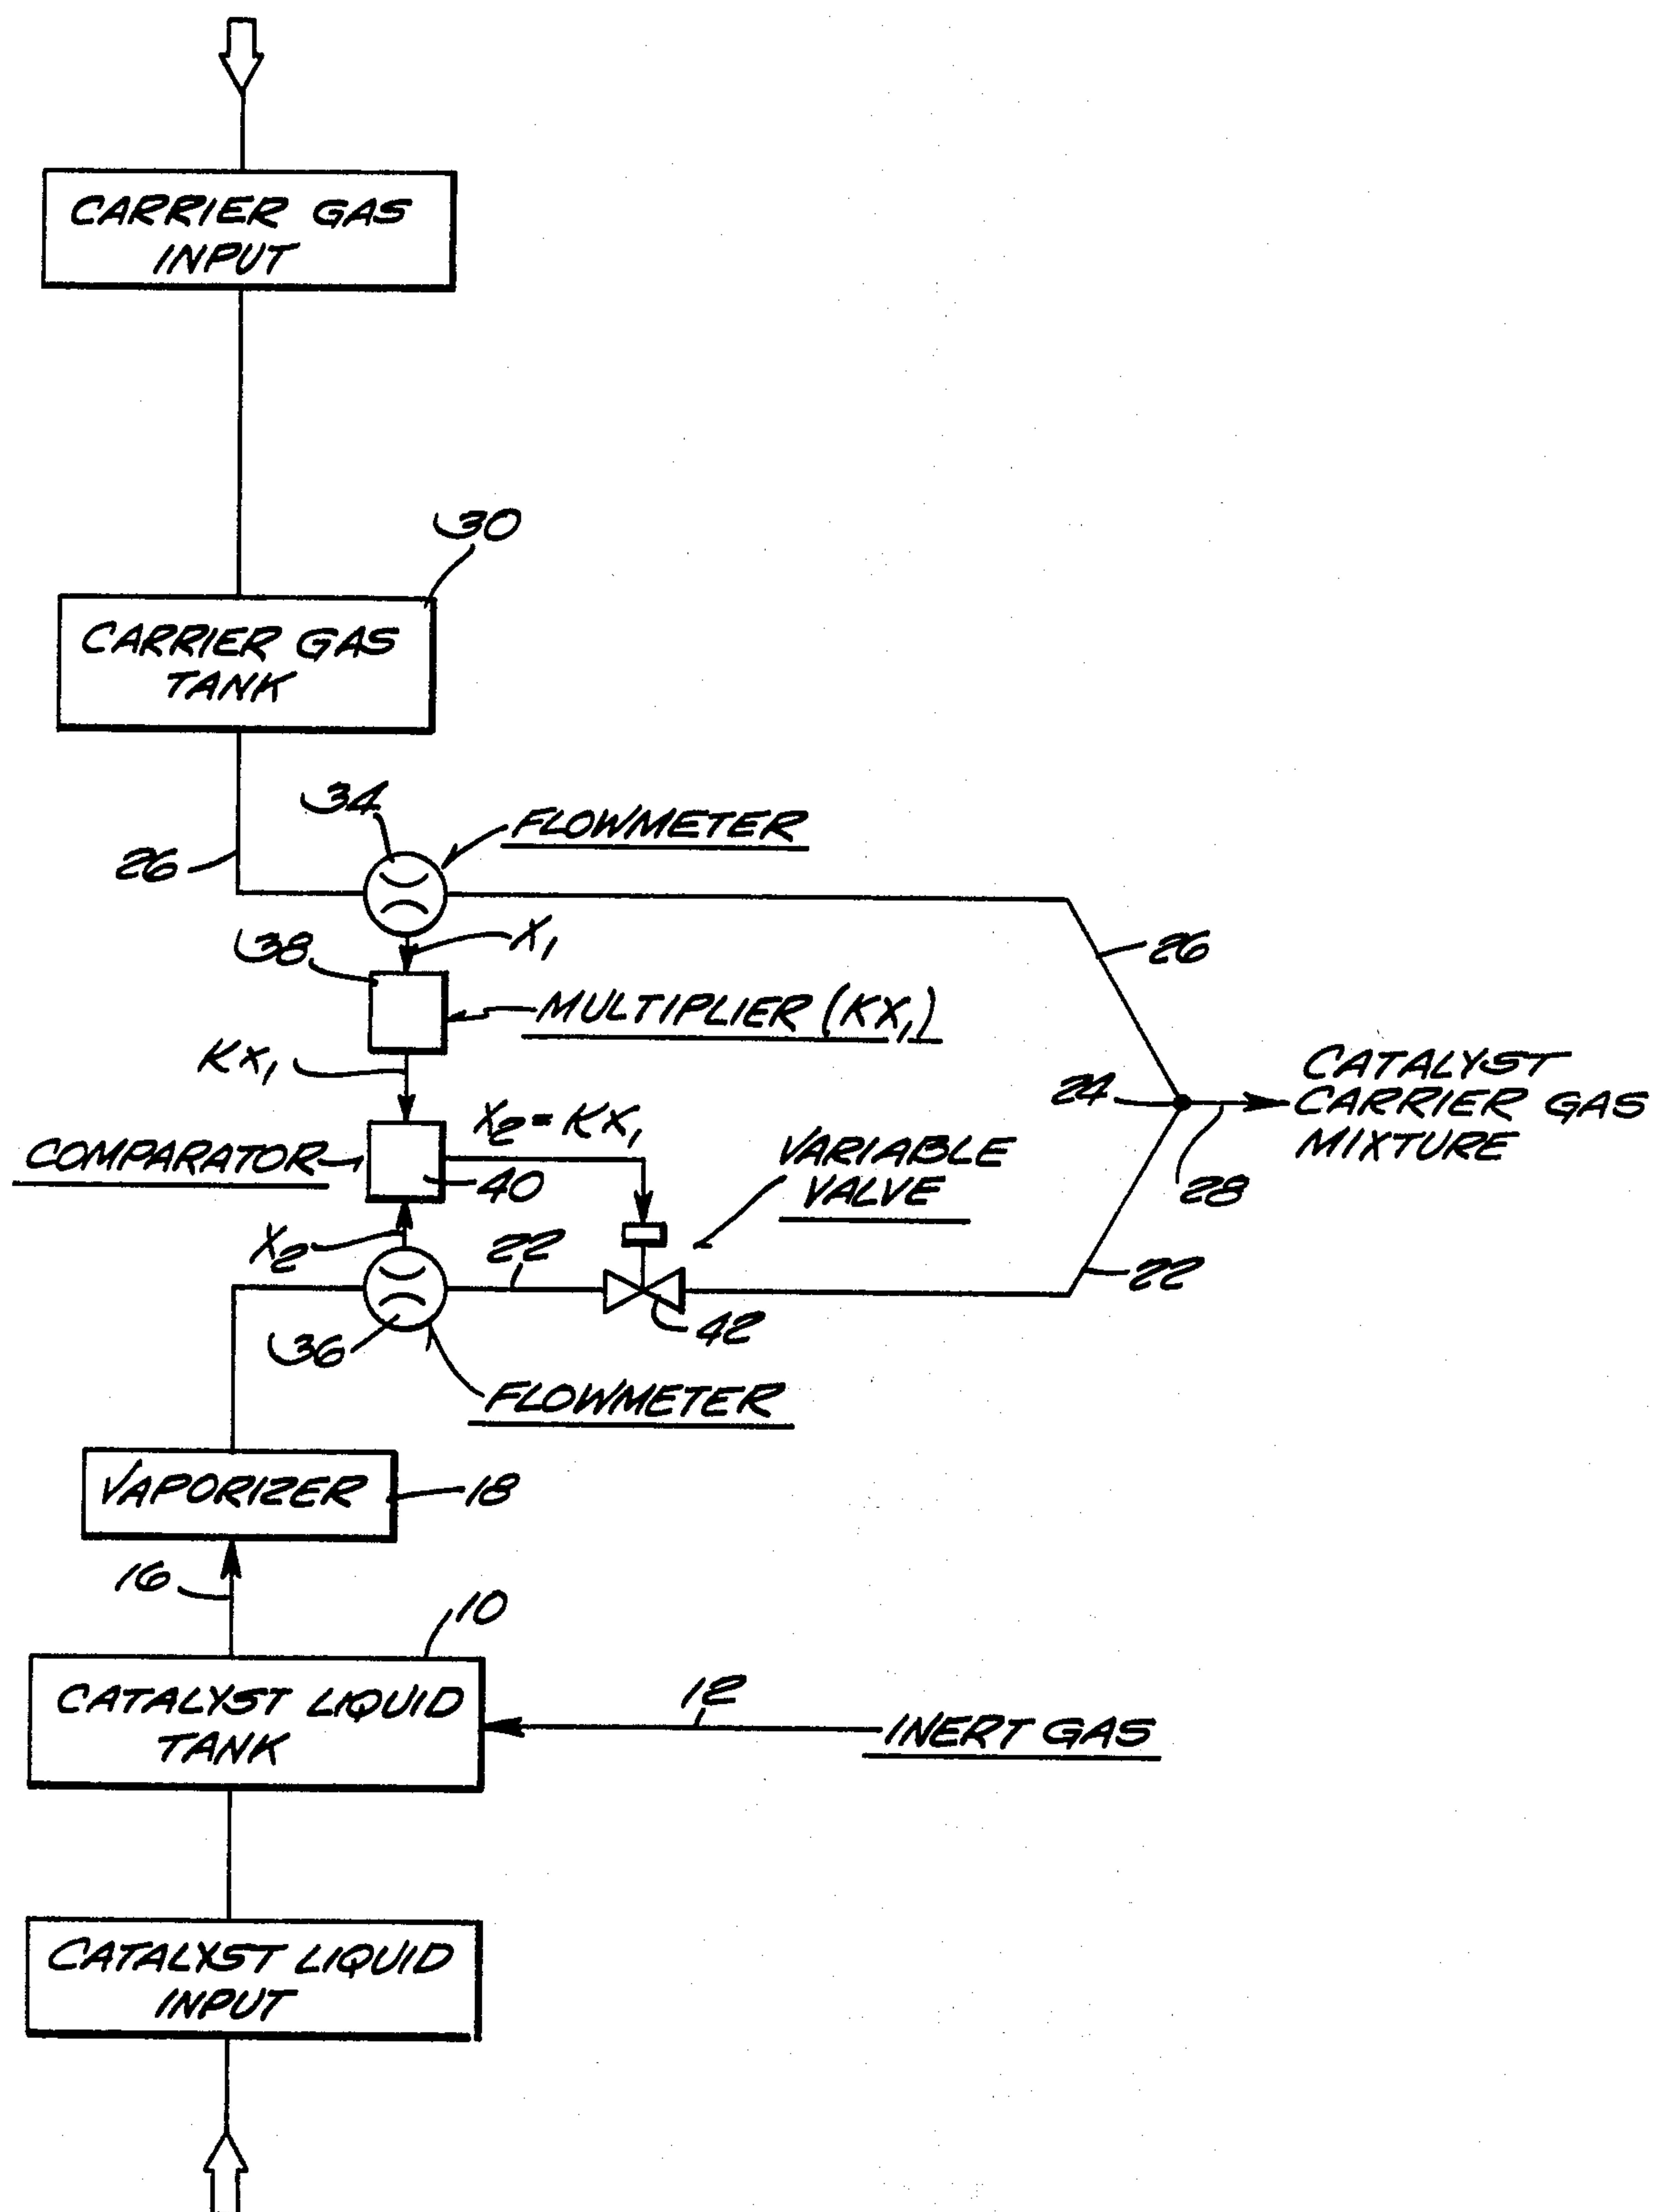 CARRIER GAS
INPUT
30
CARRIER GAS
TANK
34
FLOWMETER
26
X₁
38
26
MULTIPLIER (KX₁)
KX₁
CATALYST
24
CARRIER GAS
MIXTURE
X₂ = KX₁
VARIABLE
VALVE
COMPARATOR
40
28
X₂
22
22
42
36
FLOWMETER
VAPORIZER
18
16
10
CATALYST LIQUID
TANK
12
INERT GAS
CATALYST LIQUID
INPUT